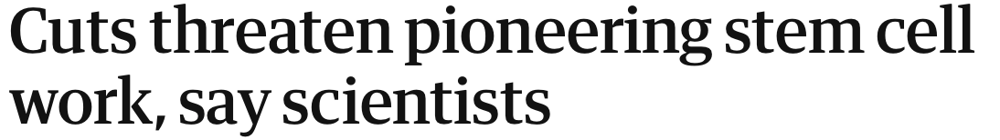 Cuts threaten pioneering stem cell
work, say scientists